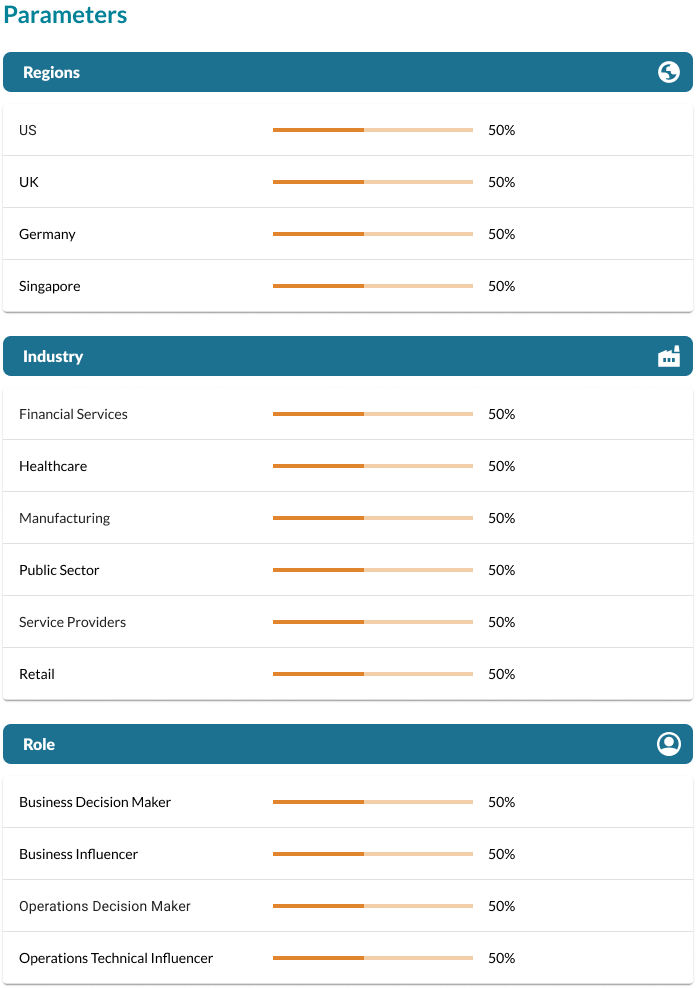 Parameters
Regions
US 50%
UK 50%
Germany 50%
Singapore 50%
Industry
Financial Services 50%
Healthcare 50%
Manufacturing 50%
Public Sector 50%
Service Providers 50%
Retail 50%
Role
Business Decision Maker 50%
Business Influencer 50%
Operations Decision Maker 50%
Operations Technical Influencer 50%